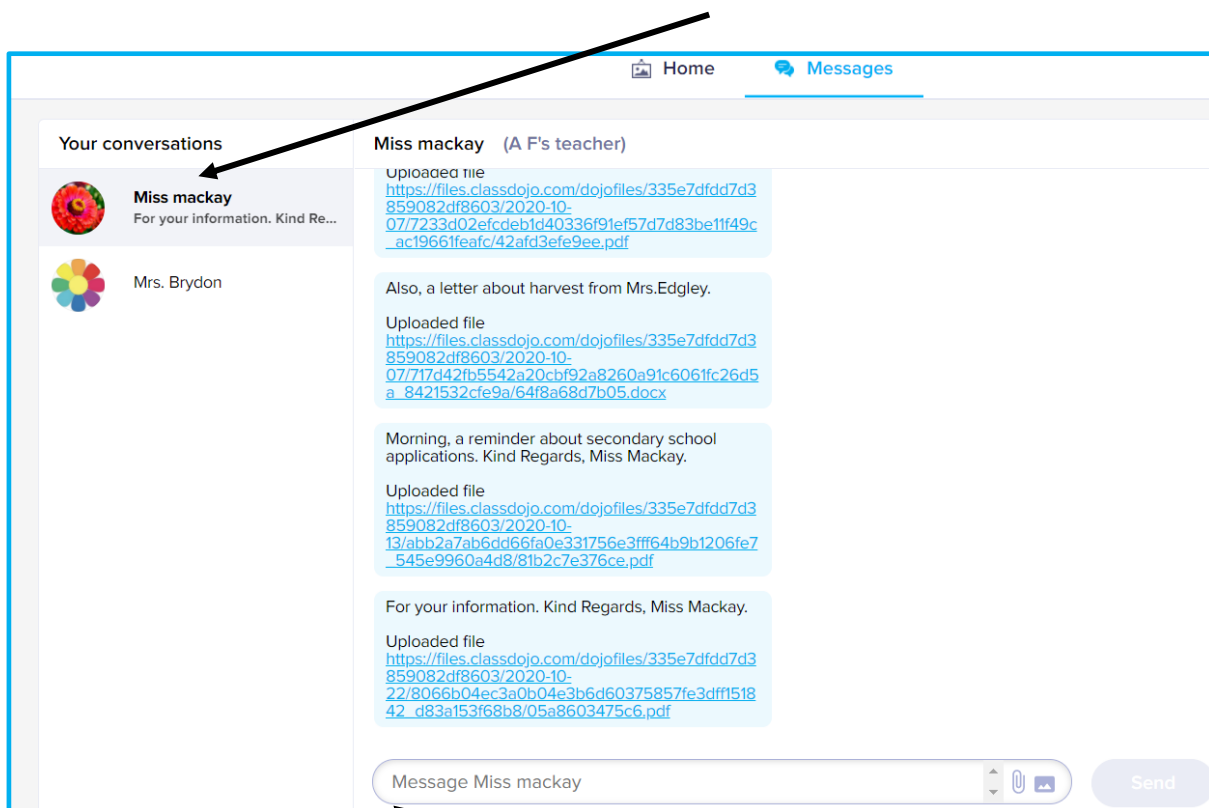 Home
Messages
Your conversations
Miss mackay
For your information. Kind Re...
Mrs. Brydon
Miss mackay (A F's teacher)
Uploaded file
https://files.classdojo.com/dojofiles/335e7dfdd7d3
859082df8603/2020-10-
07/7233d02efcdeb1d40336f91ef57d7d83be11f49c
_ac19661feafc/42afd3efe9ee.pdf
Also, a letter about harvest from Mrs.Edgley.
Uploaded file
https://files.classdojo.com/dojofiles/335e7dfdd7d3
859082df8603/2020-10-
07/717d42fb5542a20cbf92a8260a91c6061fc26d5
a_8421532cfe9a/64f8a68d7b05.docx
Morning, a reminder about secondary school
applications. Kind Regards, Miss Mackay.
Uploaded file
https://files.classdojo.com/dojofiles/335e7dfdd7d3
859082df8603/2020-10-
13/abb2a7ab6dd66fa0e331756e3fff64b9b1206fe7
_545e9960a4d8/81b2c7e376ce.pdf
For your information. Kind Regards, Miss Mackay.
Uploaded file
https://files.classdojo.com/dojofiles/335e7dfdd7d3
859082df8603/2020-10-
22/8066b04ec3a0b04e3b6d60375857fe3dff1518
42_d83a153f68b8/05a8603475c6.pdf
Message Miss mackay
Send